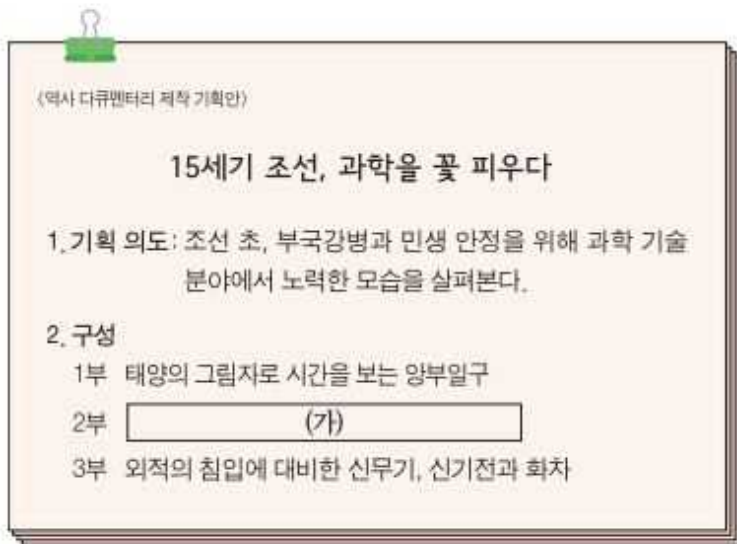 〈역사 다큐멘터리 제작 기획안〉
15세기 조선, 과학을 꽃 피우다
1. 기획 의도: 조선 초, 부국강병과 민생 안정을 위해 과학 기술
분야에서 노력한 모습을 살펴본다.
2. 구성
1부 태양의 그림자로 시간을 보는 앙부일구
2부 (가)
3부 외적의 침입에 대비한 신무기, 신기전과 화차